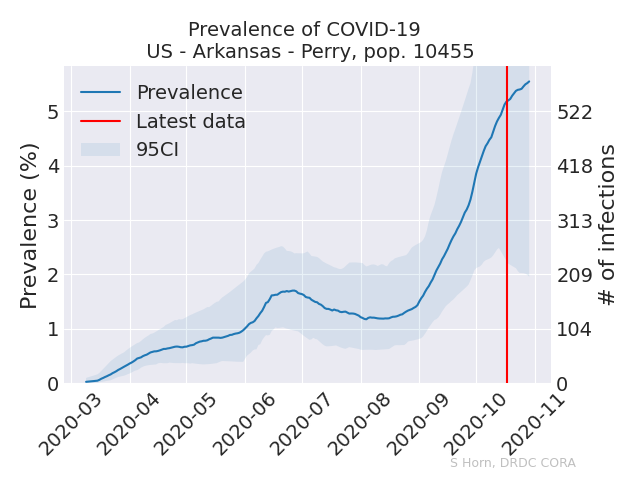 Prevalence of COVID-19
US - Arkansas - Perry, pop. 10455
Prevalence
Latest data
95CI
Prevalence (%)
5
4
3
2
1
0
522
418
313
209
104
0
# of infections
2020-03
2020-04
2020-05
2020-06
2020-07
2020-08
2020-09
2020-10
2020-11
S Horn, DRDC CORA